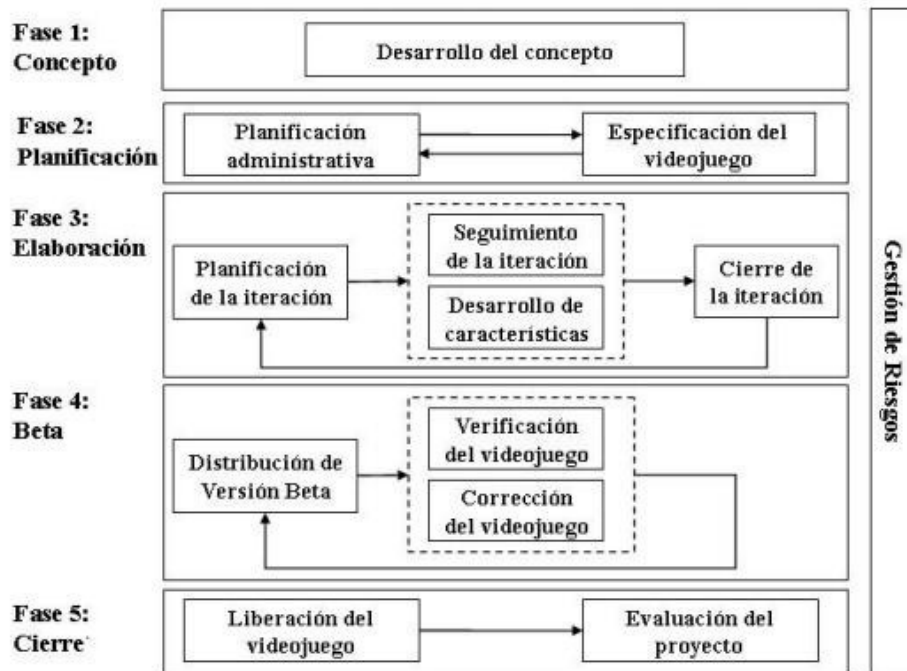 Fase 1:
Concepto
Desarrollo del concepto
Fase 2:
Planificación
Planificación
administrativa
Especificación del
videojuego
Fase 3:
Elaboración
Planificación
de la iteración
Seguimiento
de la iteración
Desarrollo de
características
Cierre de
la iteración
Fase 4:
Beta
Distribución de
Versión Beta
Verificación
del videojuego
Corrección
del videojuego
Fase 5:
Cierre
Liberación del
videojuego
Evaluación del
proyecto
Gestión de Riesgos